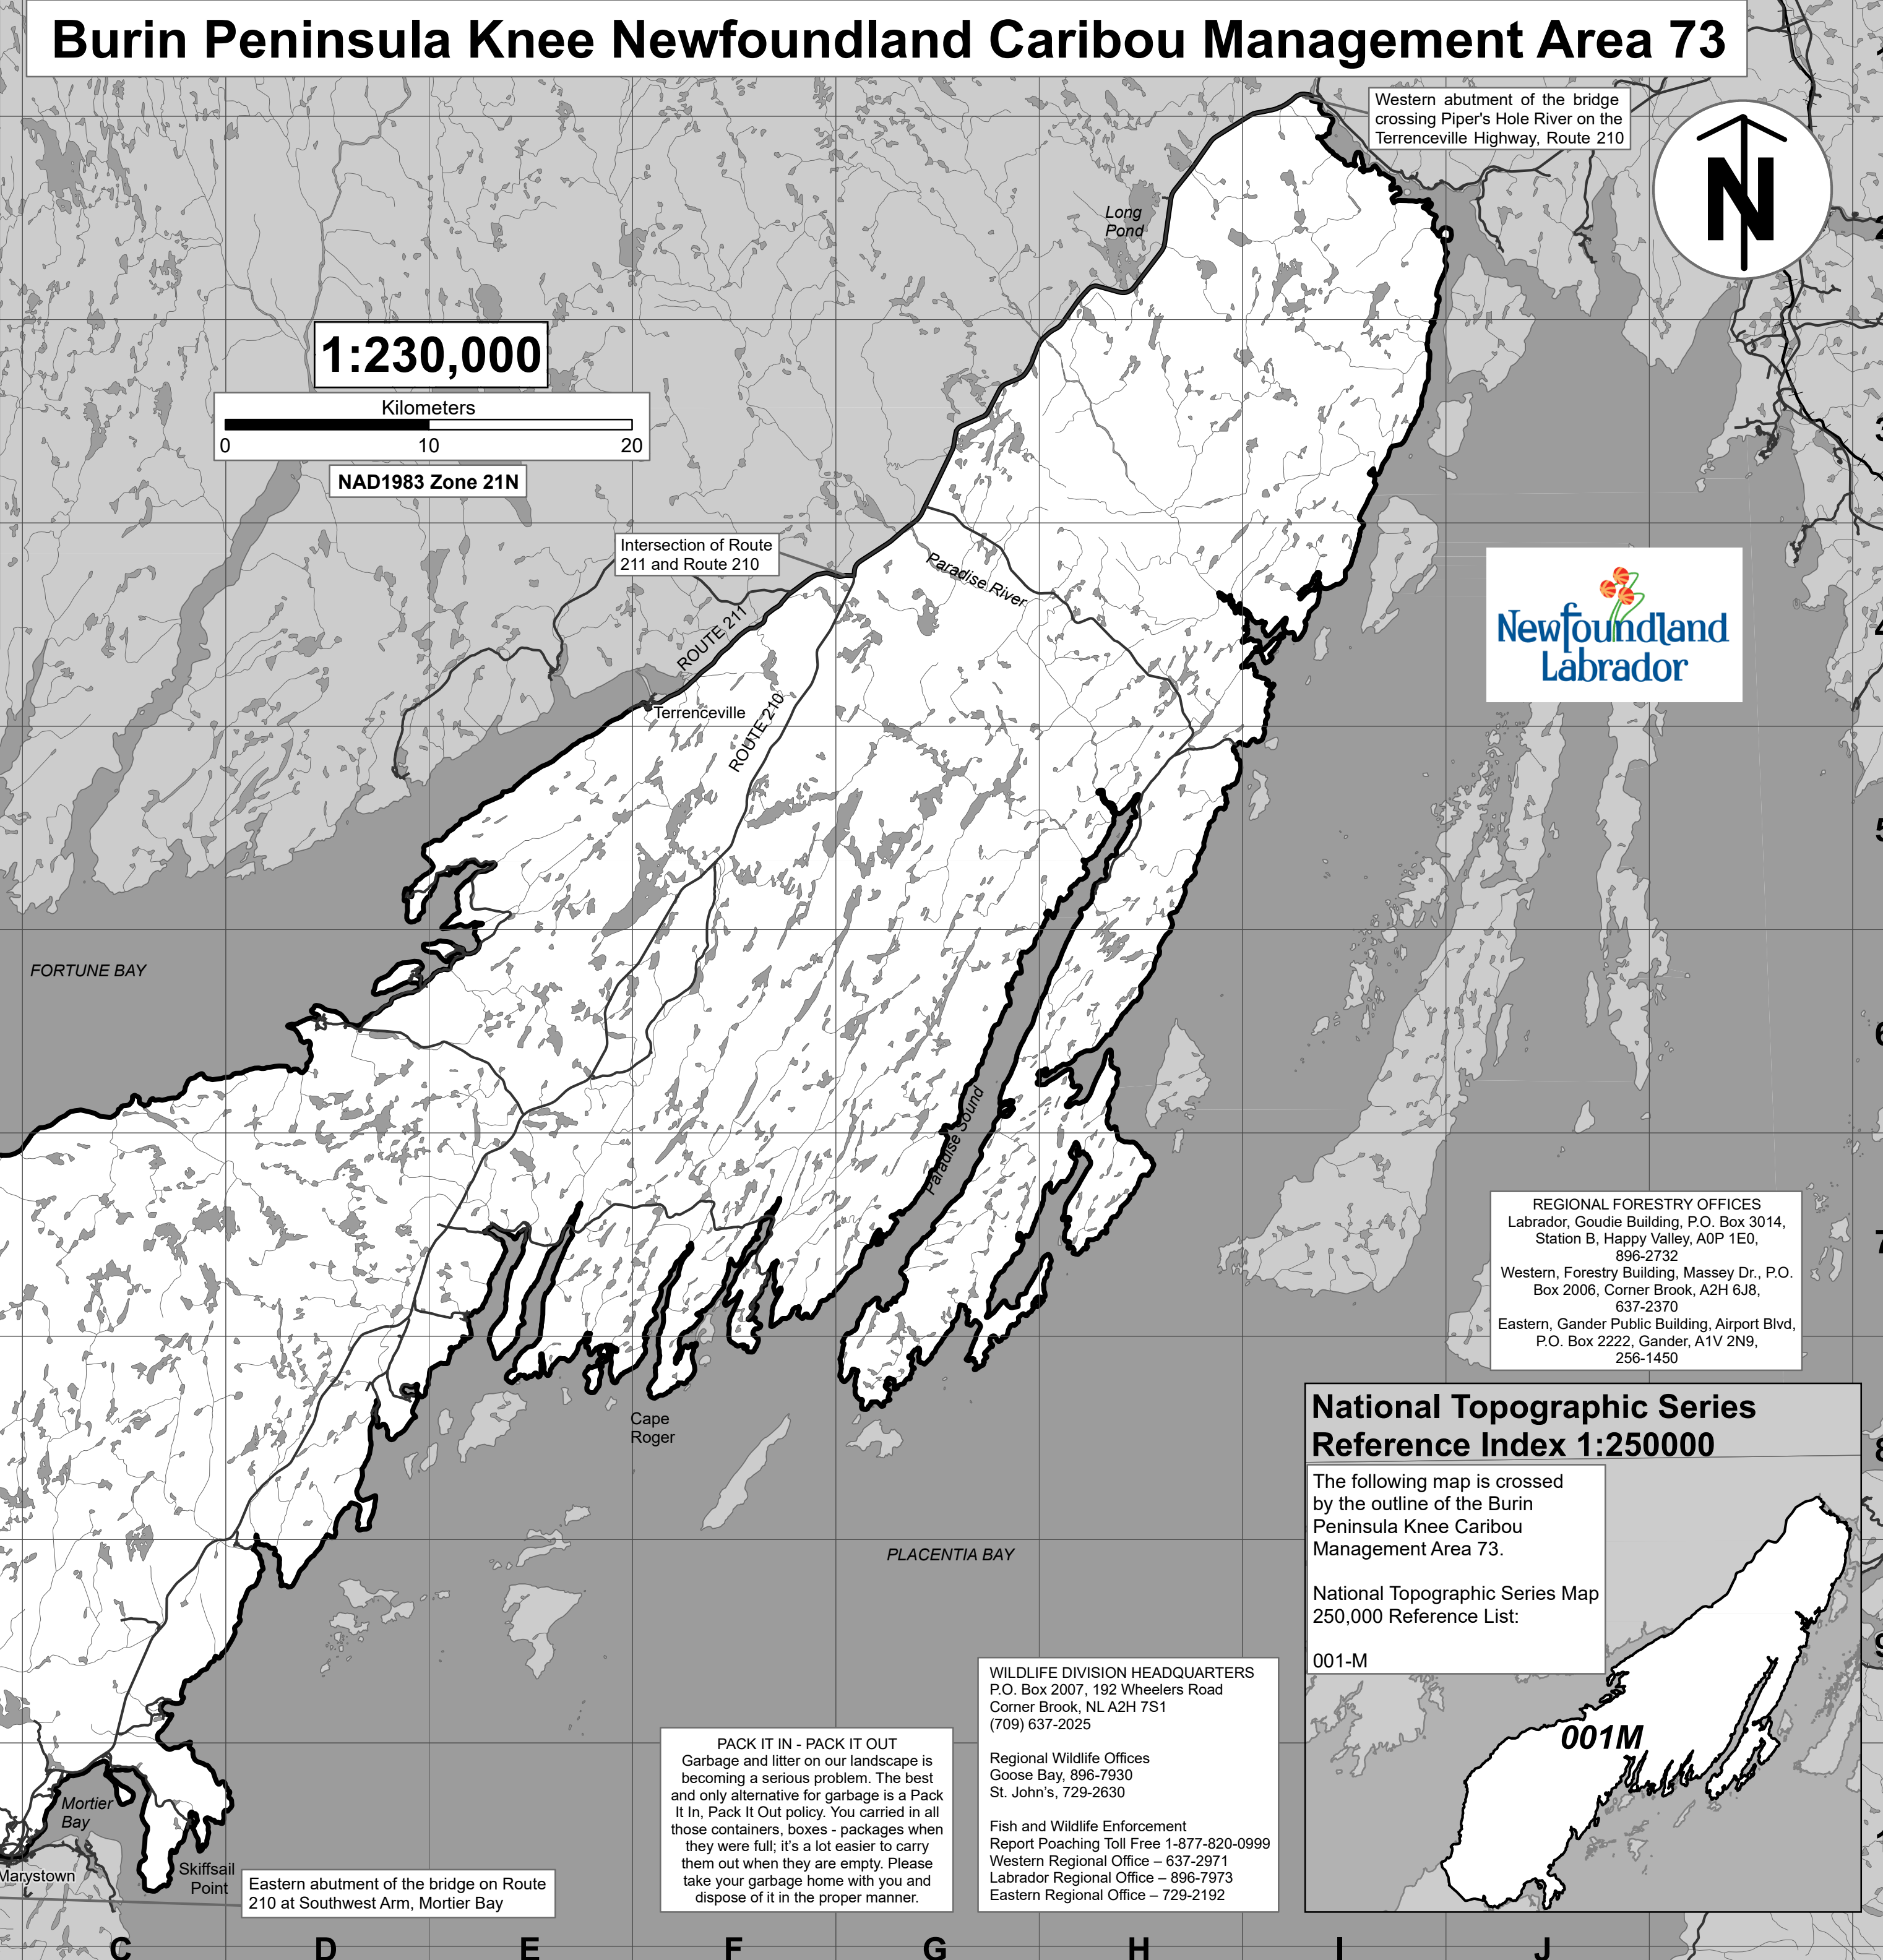 Burin Peninsula Knee Newfoundland Caribou Management Area 73
Western abutment of the bridge
crossing Piper's Hole River on the
Terrenceville Highway, Route 210
N
Long
Pond
1:230,000
Kilometers
0 10 20
NAD1983 Zone 21N
Intersection of Route
211 and Route 210
Paradise River
ROUTE 211
ROUTE 210
Terrenceville
Newfoundland
Labrador
FORTUNE BAY
Paradise Sound
Cape
Roger
PLACENTIA BAY
REGIONAL FORESTRY OFFICES
Labrador, Goudie Building, P.O. Box 3014,
Station B, Happy Valley, A0P 1E0,
896-2732
Western, Forestry Building, Massey Dr., P.O.
Box 2006, Corner Brook, A2H 6J8,
637-2370
Eastern, Gander Public Building, Airport Blvd,
P.O. Box 2222, Gander, A1V 2N9,
256-1450
National Topographic Series
Reference Index 1:250000
The following map is crossed
by the outline of the Burin
Peninsula Knee Caribou
Management Area 73.
National Topographic Series Map
250,000 Reference List:
001-M
001M
WILDLIFE DIVISION HEADQUARTERS
P.O. Box 2007, 192 Wheelers Road
Corner Brook, NL A2H 7S1
(709) 637-2025
Regional Wildlife Offices
Goose Bay, 896-7930
St. John's, 729-2630
Fish and Wildlife Enforcement
Report Poaching Toll Free 1-877-820-0999
Western Regional Office – 637-2971
Labrador Regional Office – 896-7973
Eastern Regional Office – 729-2192
PACK IT IN - PACK IT OUT
Garbage and litter on our landscape is
becoming a serious problem. The best
and only alternative for garbage is a Pack
It In, Pack It Out policy. You carried in all
those containers, boxes - packages when
they were full; it's a lot easier to carry
them out when they are empty. Please
take your garbage home with you and
dispose of it in the proper manner.
Mortier
Bay
Marystown
Skiffsail
Point
Eastern abutment of the bridge on Route
210 at Southwest Arm, Mortier Bay
2
3
4
5
6
7
8
9
C D E F G H I J